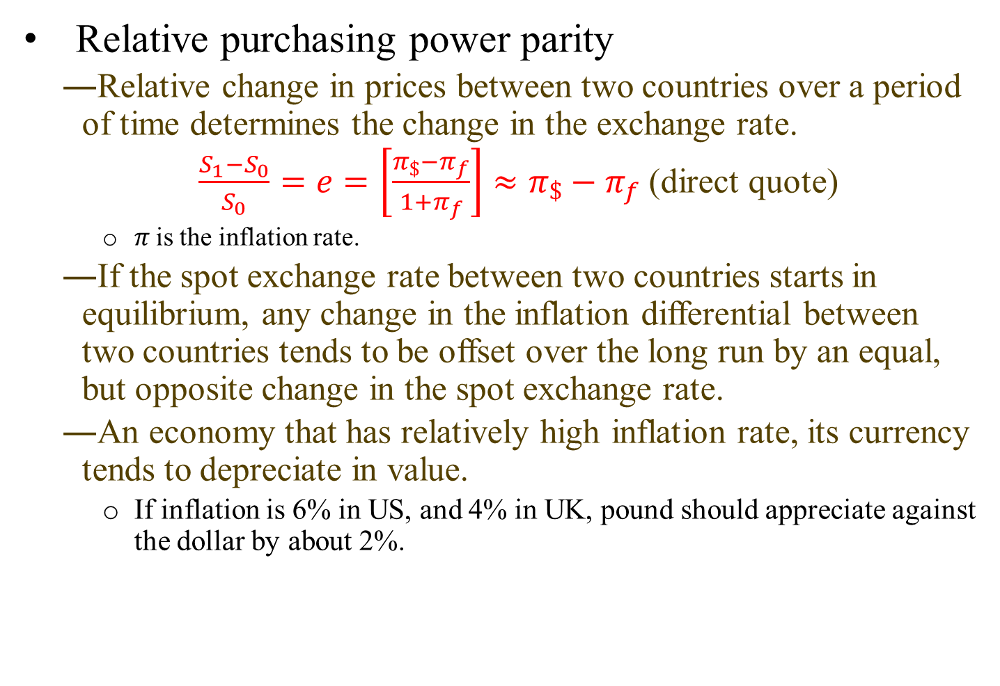 • Relative purchasing power parity
—Relative change in prices between two countries over a period
of time determines the change in the exchange rate.
$\frac{S_1-S_0}{S_0} = e = \left[\frac{\pi_\$-\pi_f}{1+\pi_f}\right] \approx \pi_\$ - \pi_f$ (direct quote)
o π is the inflation rate.
—If the spot exchange rate between two countries starts in
equilibrium, any change in the inflation differential between
two countries tends to be offset over the long run by an equal,
but opposite change in the spot exchange rate.
—An economy that has relatively high inflation rate, its currency
tends to depreciate in value.
o If inflation is 6% in US, and 4% in UK, pound should appreciate against
the dollar by about 2%.